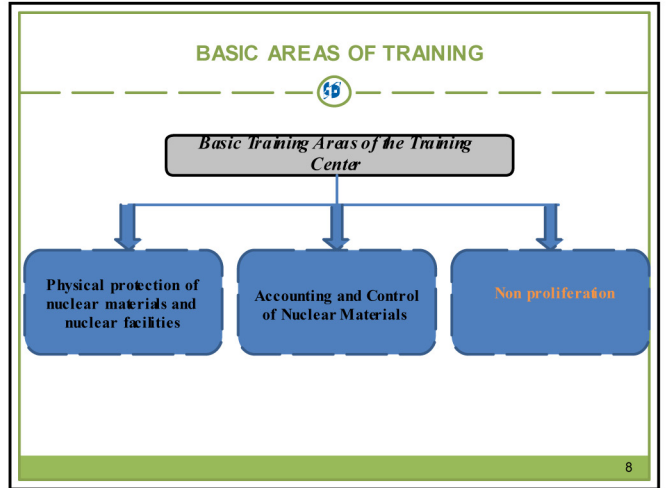 BASIC AREAS OF TRAINING
Basic Training Areas of the Training
Center
Physical protection of
nuclear materials and
nuclear facilities
Accounting and Control
of Nuclear Materials
Non proliferation
8